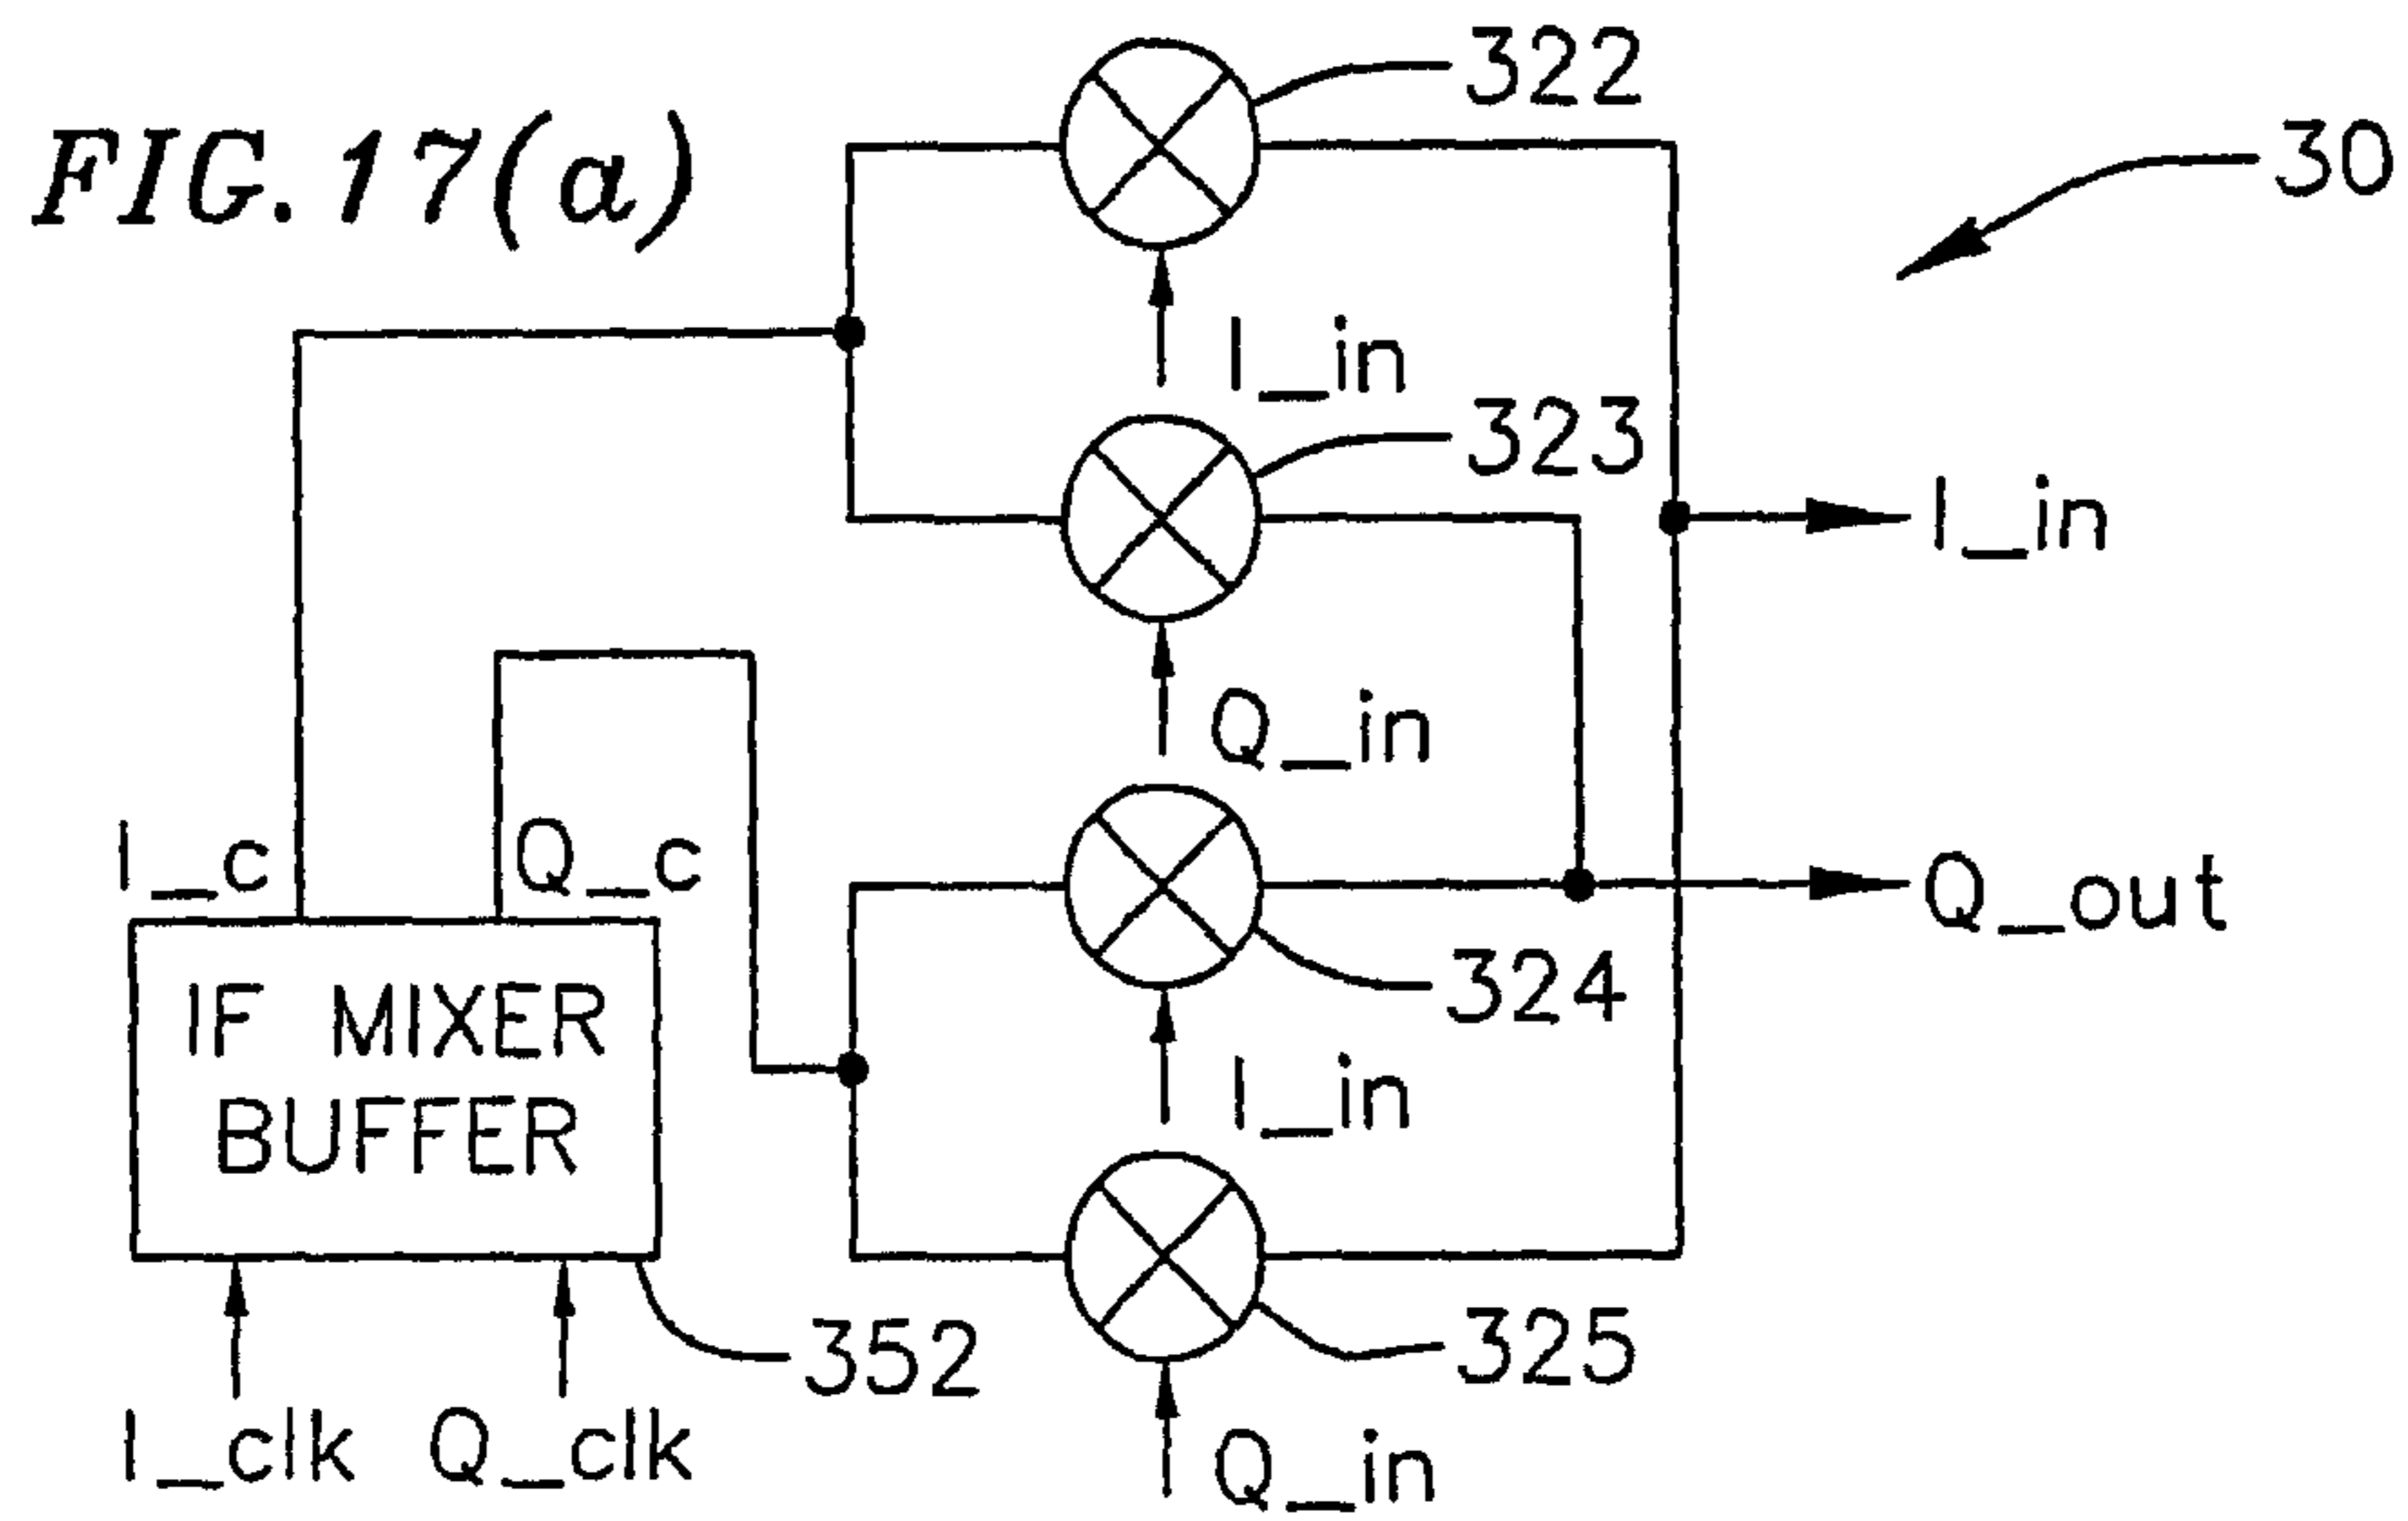 FIG. 17(a)
322
30
I_in
323
I_in
Q_in
I_c
Q_c
Q_out
IF MIXER
BUFFER
324
I_in
352
325
I_clk
Q_clk
Q_in